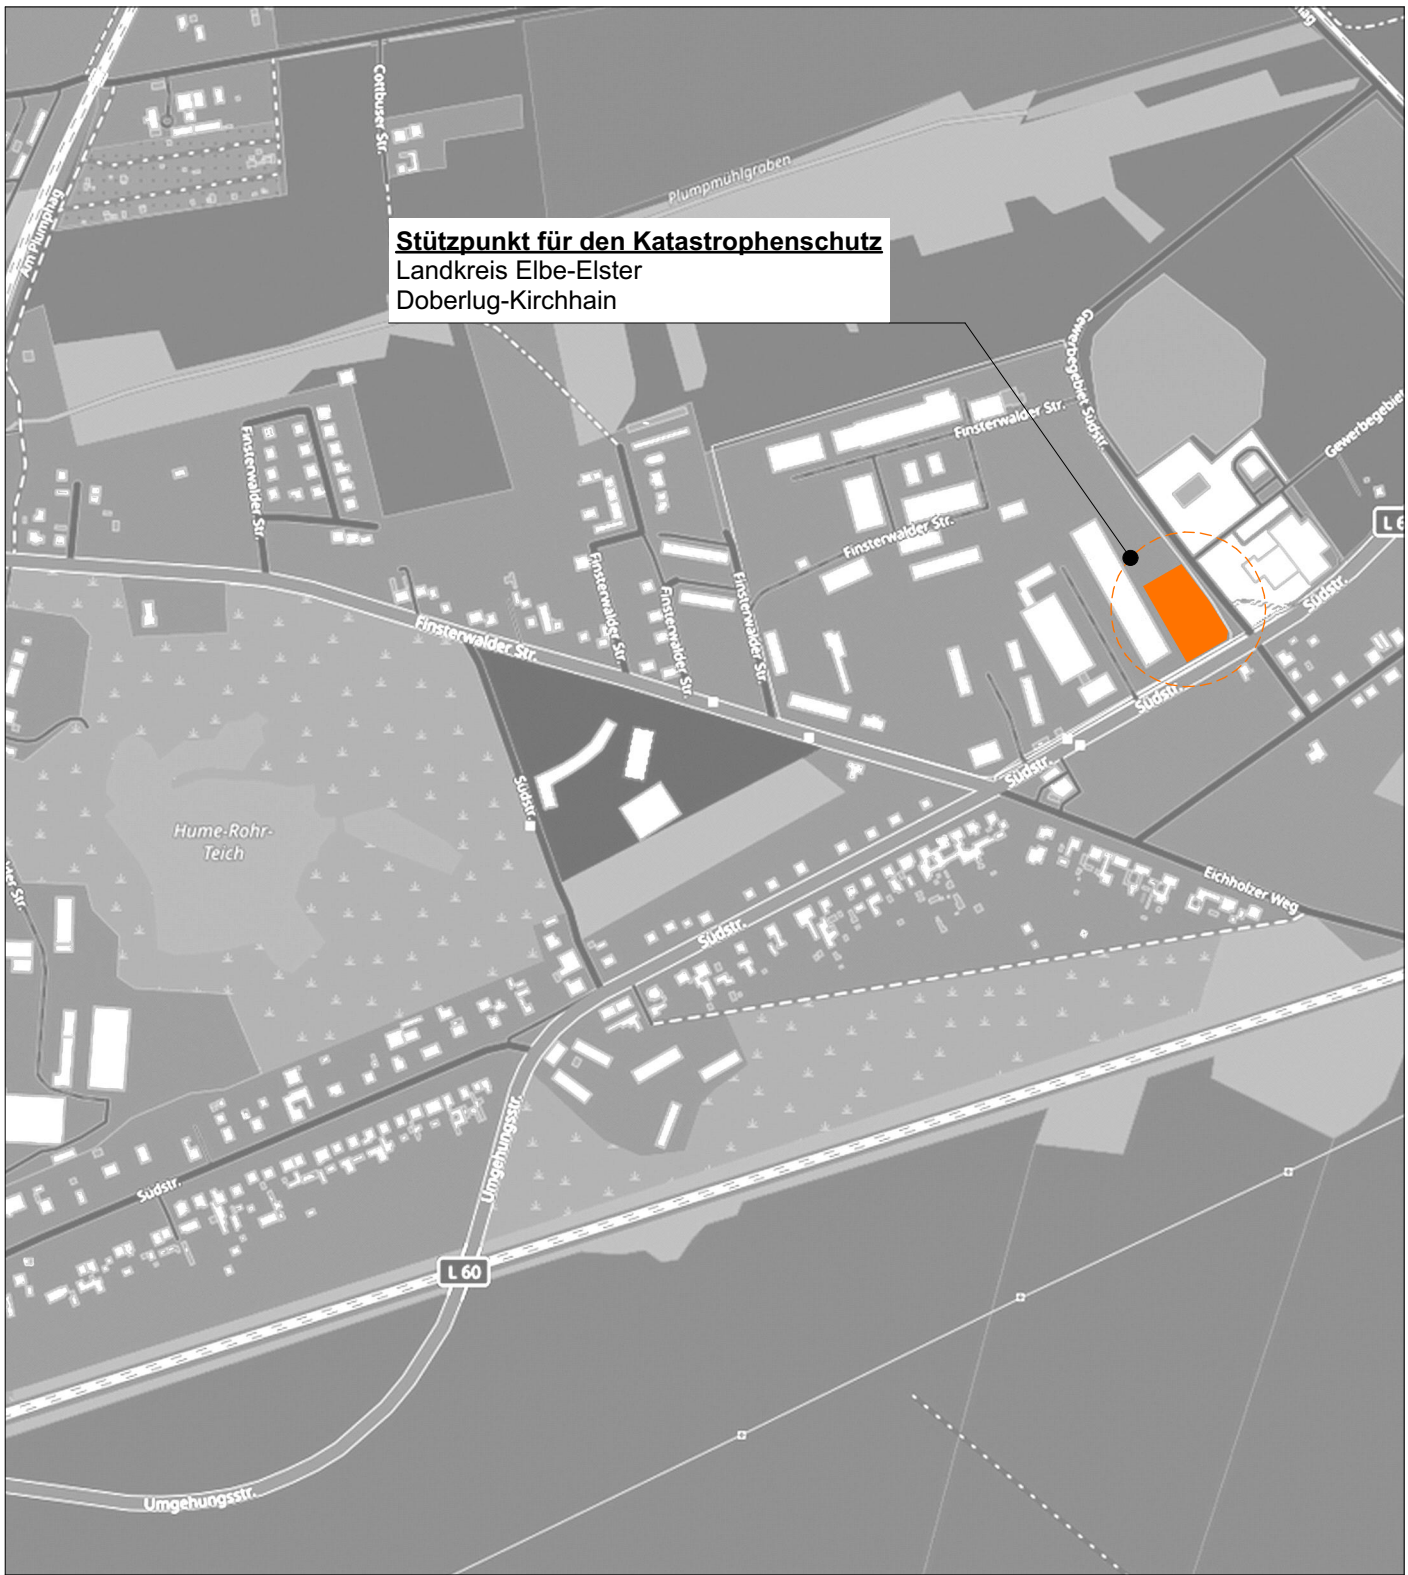 Cottbuser Str.
Am Plumphag
Plumpmühlgraben
Stützpunkt für den Katastrophenschutz
Landkreis Elbe-Elster
Doberlug-Kirchhain
Gewerbegebiet Südstr.
Finsterwalder Str.
Finsterwalder Str.
Finsterwalder Str.
Finsterwalder Str.
Finsterwalder Str.
Finsterwalder Str.
Finsterwalder Str.
Gewerbegebiet
L 6
Südstr.
Südstr.
Südstr.
Südstr.
Hume-Rohr-
Teich
Eichholzer Weg
Südstr.
Umgehungsstr.
Südstr.
L 60
Umgehungsstr.